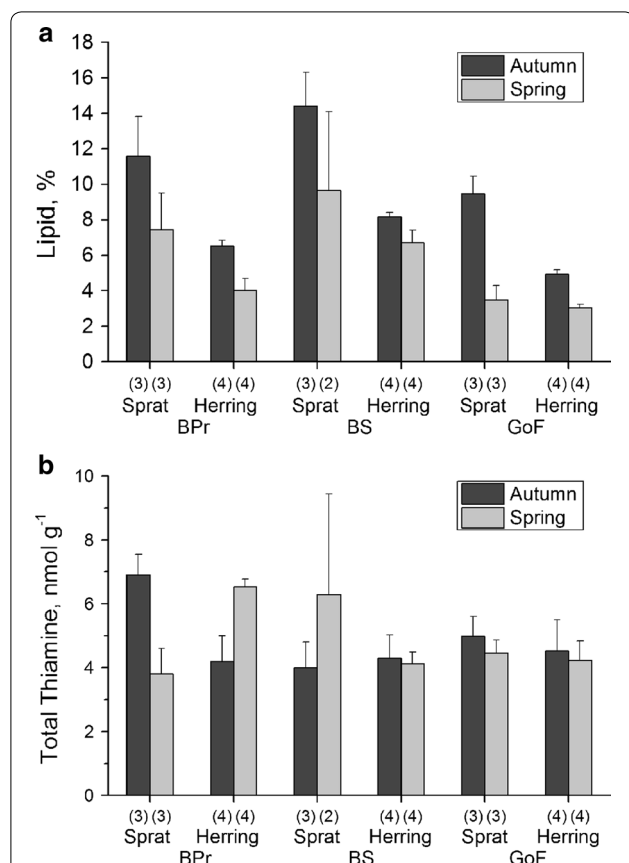 a
18
16
14
12
10
8
6
4
2
0
Lipid, %
Autumn
Spring
(3) (3) (4) (4) (3) (2) (4) (4) (3) (3) (4) (4)
Sprat Herring Sprat Herring Sprat Herring
BPr BS GoF
b
10
8
6
4
2
0
Total Thiamine, nmol g⁻¹
Autumn
Spring
(3) (3) (4) (4) (3) (2) (4) (4) (3) (3) (4) (4)
Sprat Herring Sprat Herring Sprat Herring
BPr BS GoF